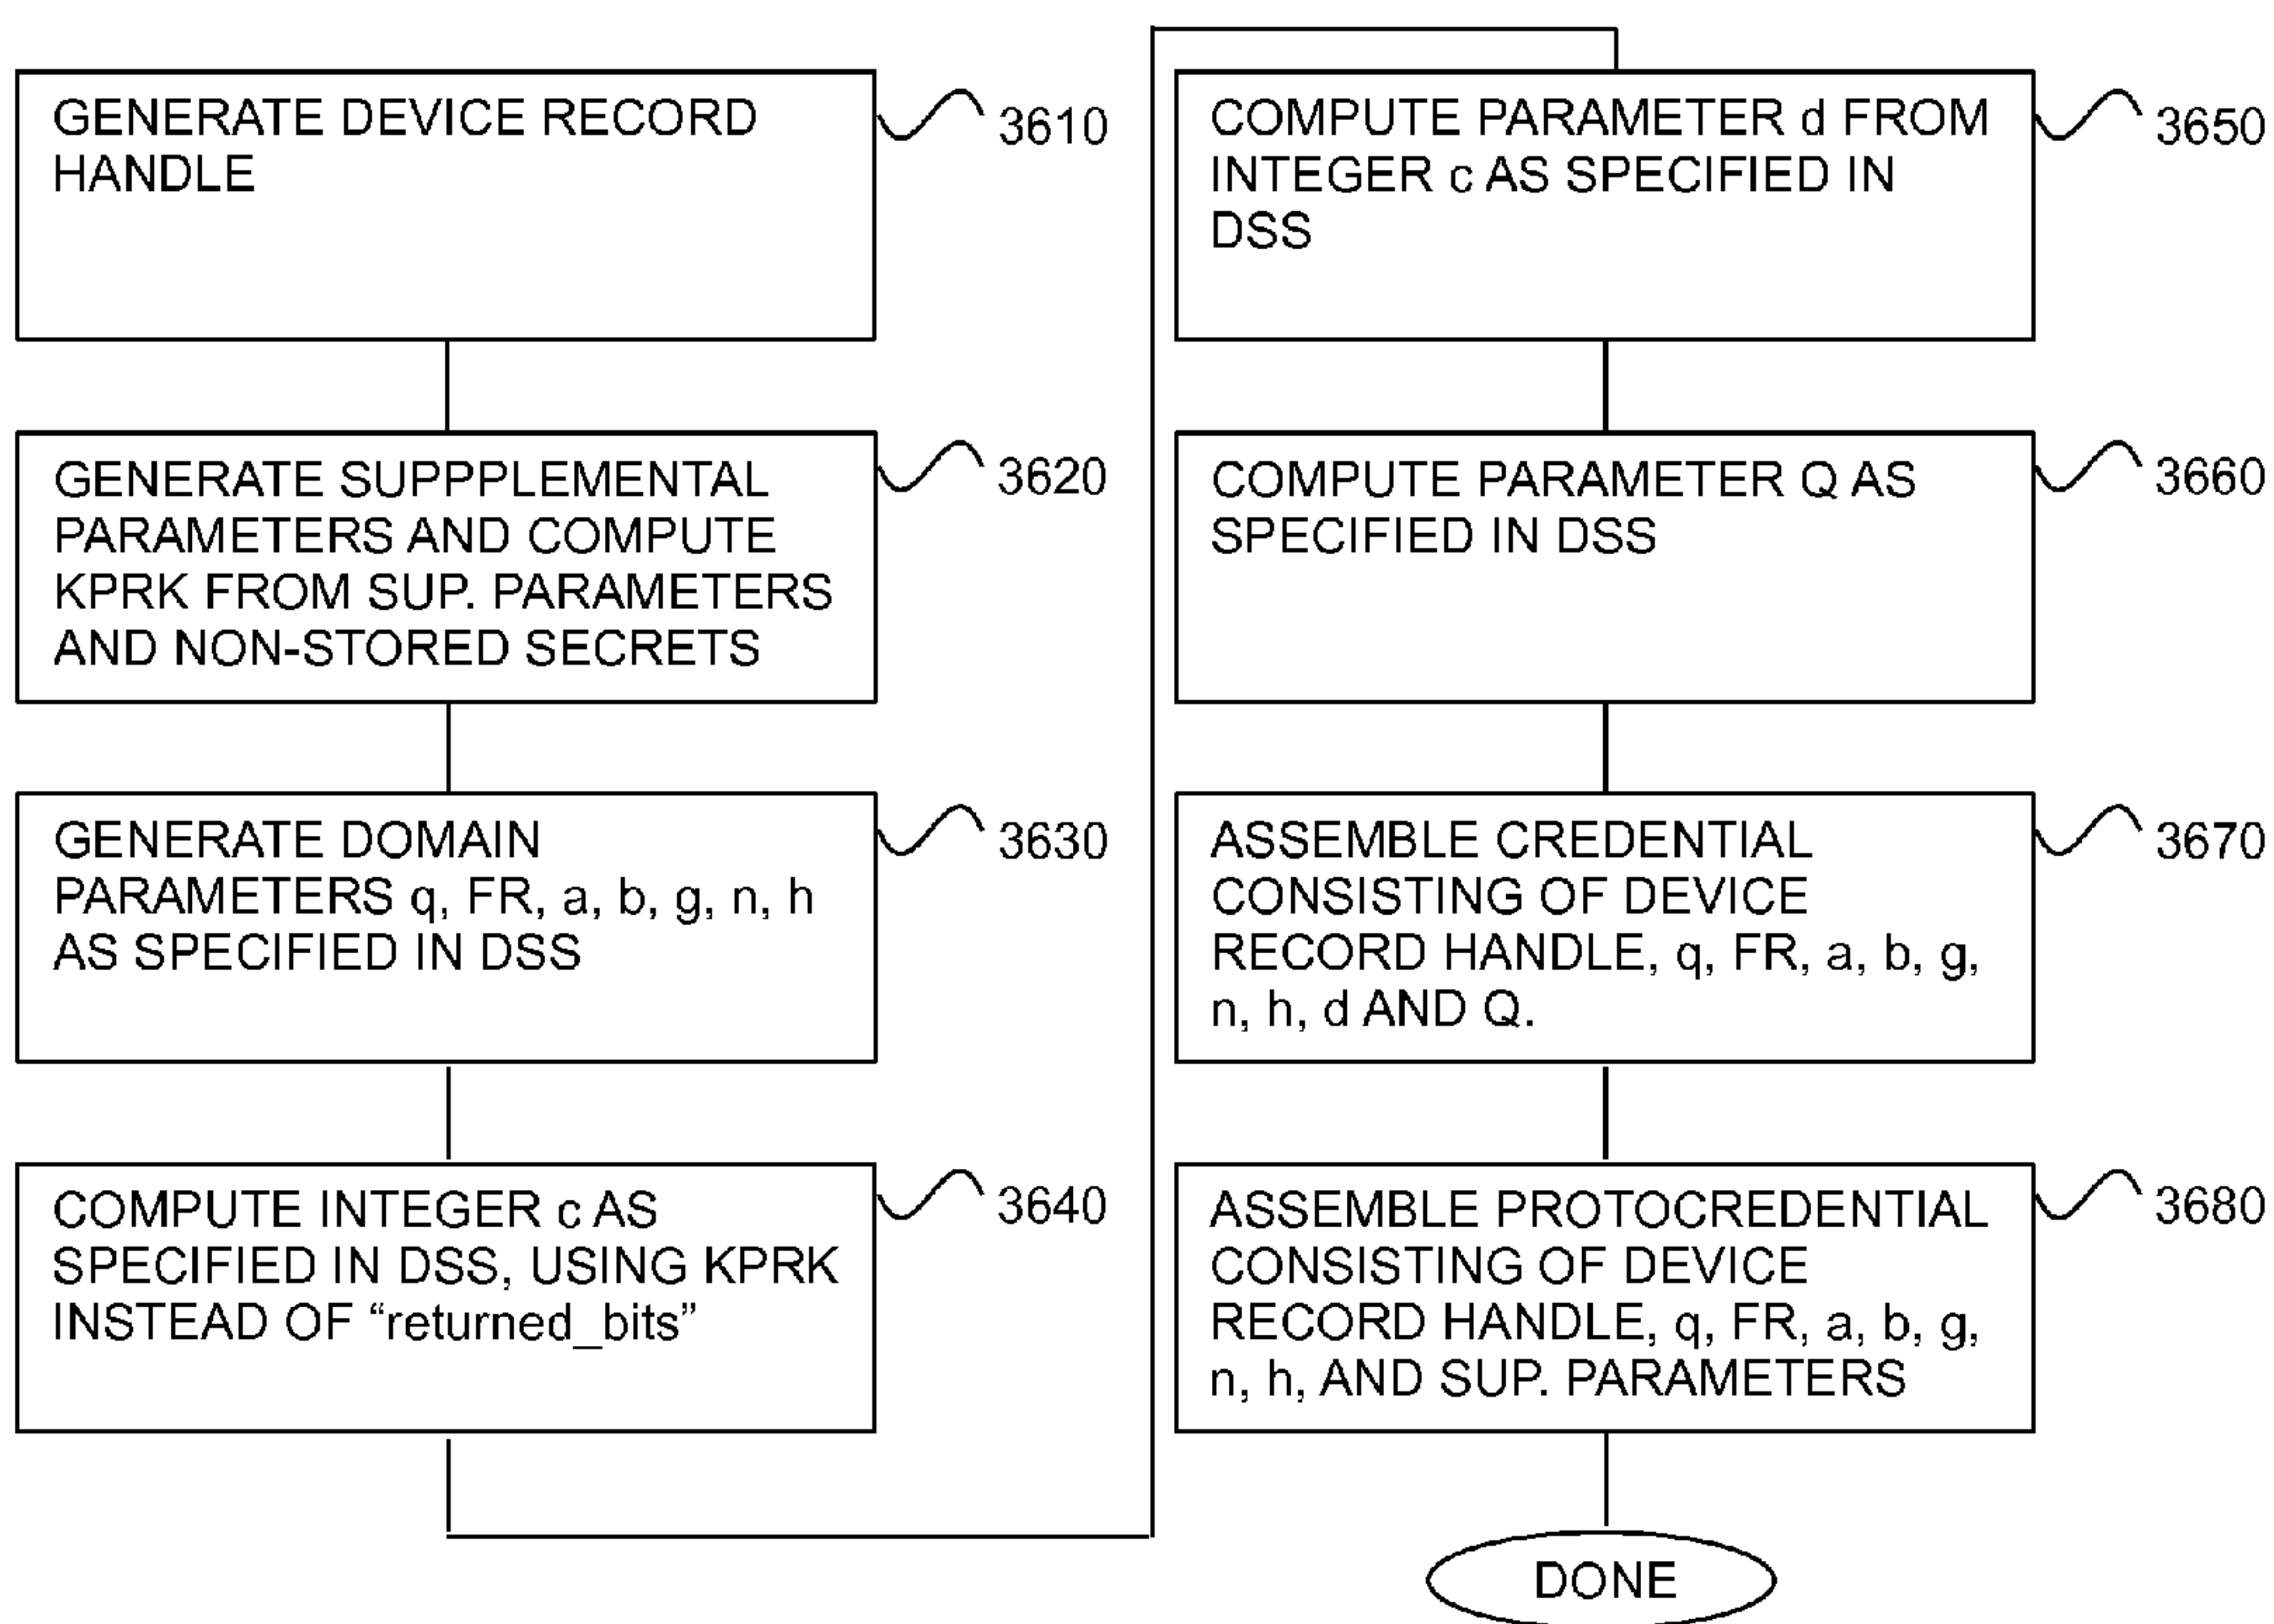 GENERATE DEVICE RECORD
HANDLE
3610
GENERATE SUPPPLEMENTAL
PARAMETERS AND COMPUTE
KPRK FROM SUP. PARAMETERS
AND NON-STORED SECRETS
3620
GENERATE DOMAIN
PARAMETERS q, FR, a, b, g, n, h
AS SPECIFIED IN DSS
3630
COMPUTE INTEGER c AS
SPECIFIED IN DSS, USING KPRK
INSTEAD OF “returned_bits”
3640
COMPUTE PARAMETER d FROM
INTEGER c AS SPECIFIED IN
DSS
3650
COMPUTE PARAMETER Q AS
SPECIFIED IN DSS
3660
ASSEMBLE CREDENTIAL
CONSISTING OF DEVICE
RECORD HANDLE, q, FR, a, b, g,
n, h, d AND Q.
3670
ASSEMBLE PROTOCREDENTIAL
CONSISTING OF DEVICE
RECORD HANDLE, q, FR, a, b, g,
n, h, AND SUP. PARAMETERS
3680
DONE